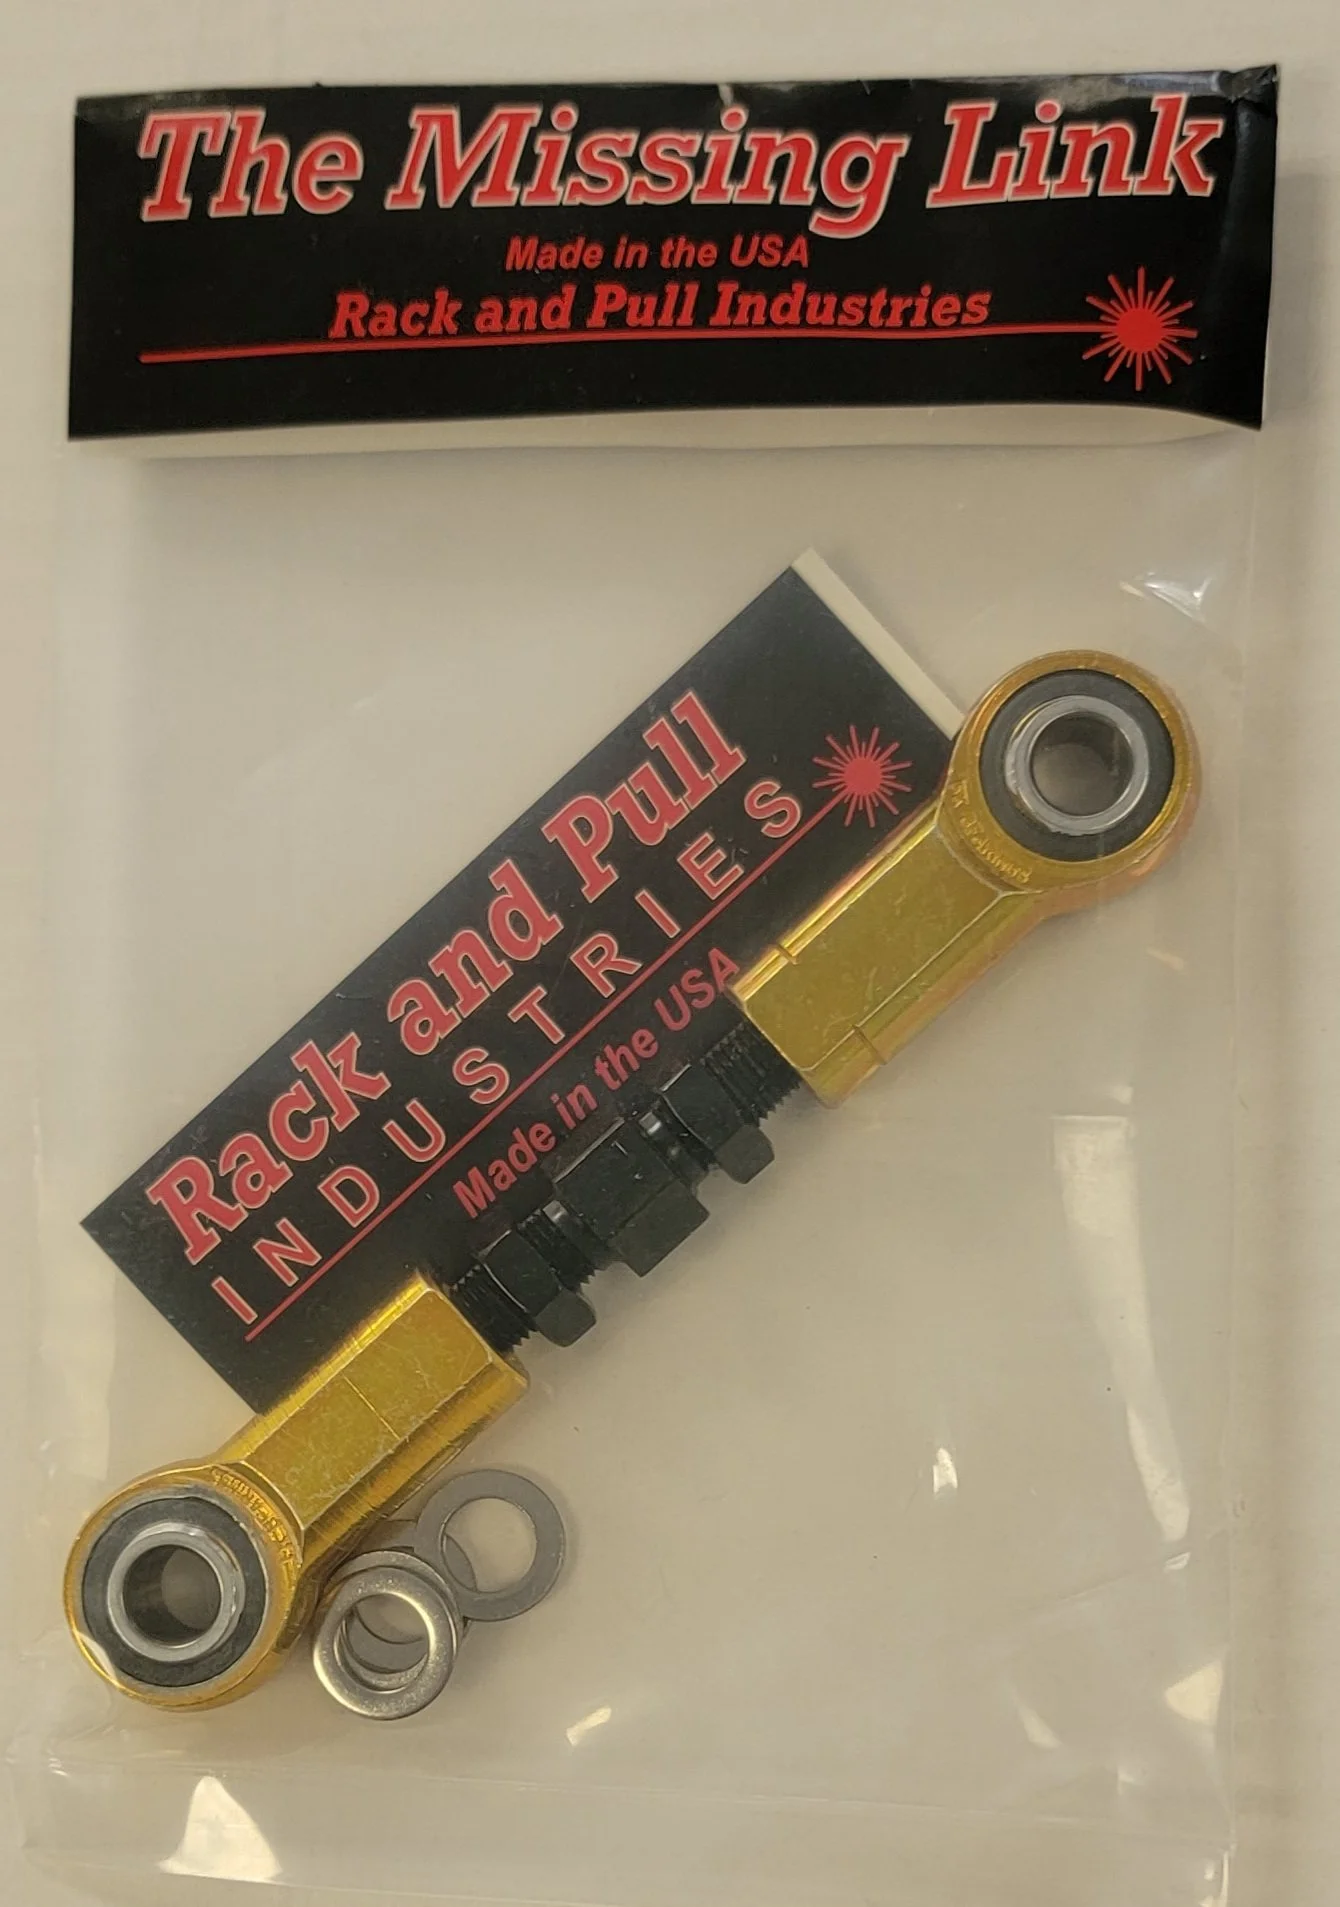 The Missing Link
Made in the USA
Rack and Pull Industries
Rack and Pull
INDUSTRIES
Made in the USA